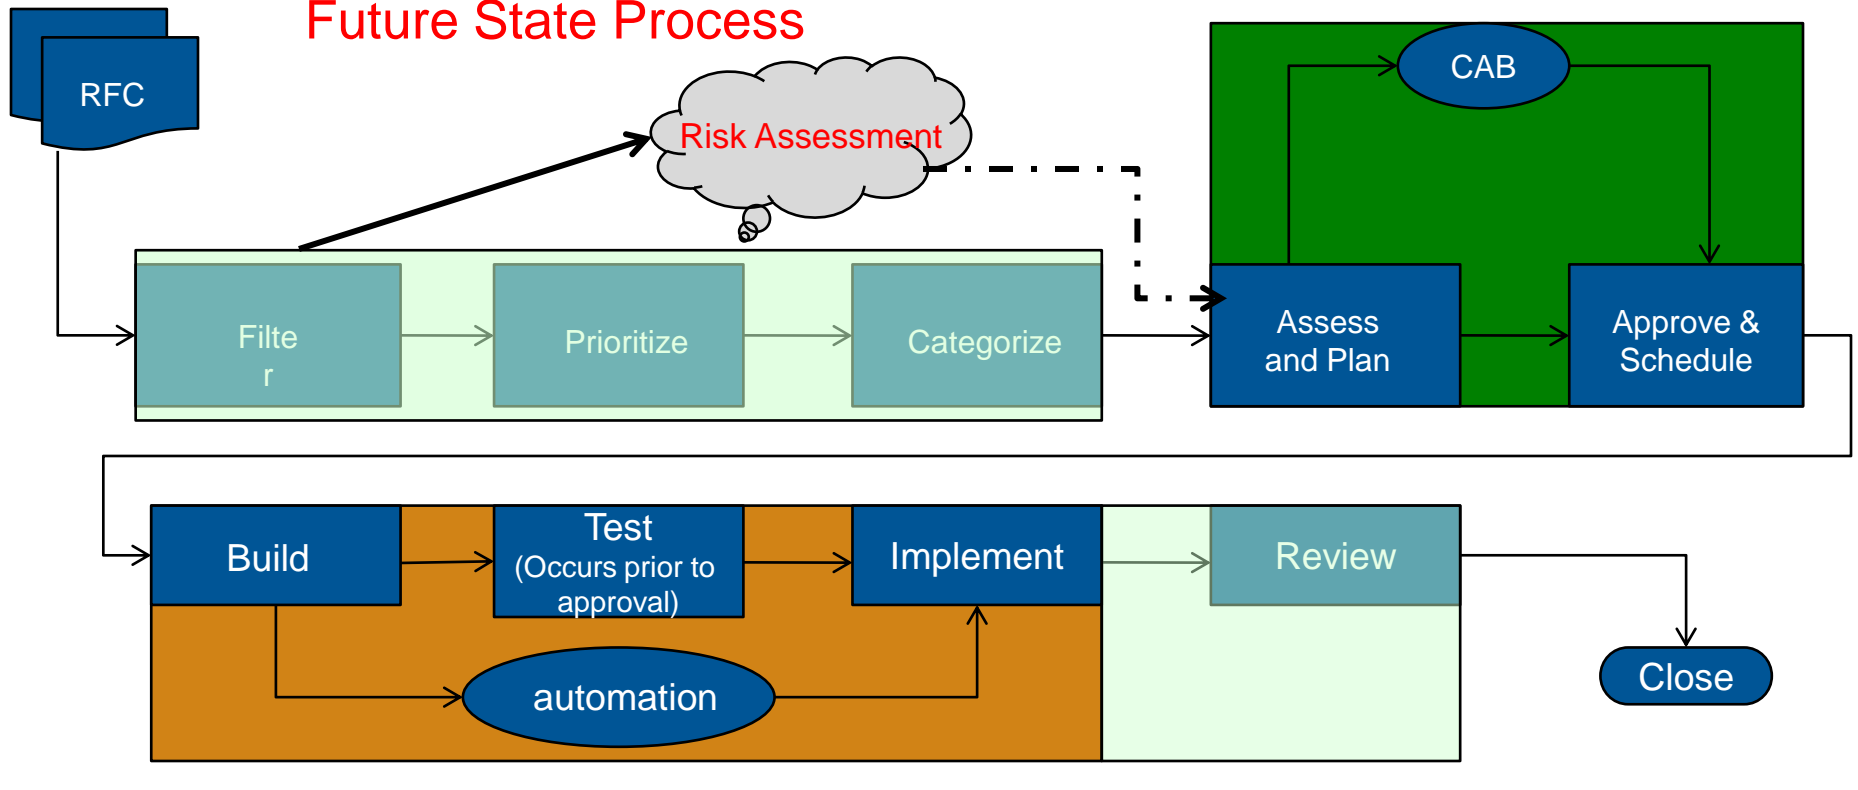 Future State Process
RFC
CAB
Risk Assessment
Filte
r
Prioritize
Categorize
Assess
and Plan
Approve &
Schedule
Build
Test
(Occurs prior to
approval)
Implement
Review
automation
Close